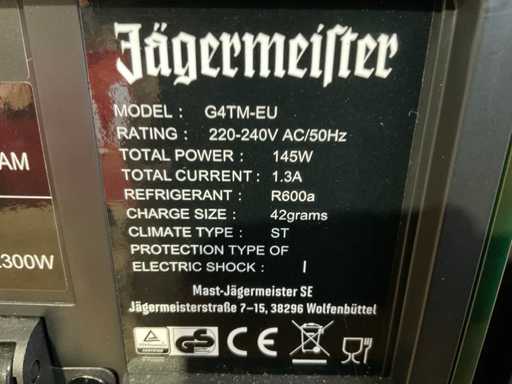 Jägermeiſter
MODEL : G4TM-EU
RATING : 220-240V AC/50Hz
TOTAL POWER : 145W
TOTAL CURRENT : 1.3A
REFRIGERANT : R600a
CHARGE SIZE : 42grams
CLIMATE TYPE : ST
PROTECTION TYPE OF
ELECTRIC SHOCK : I
Mast-Jägermeister SE
Jägermeisterstraße 7–15, 38296 Wolfenbüttel
AM
300W